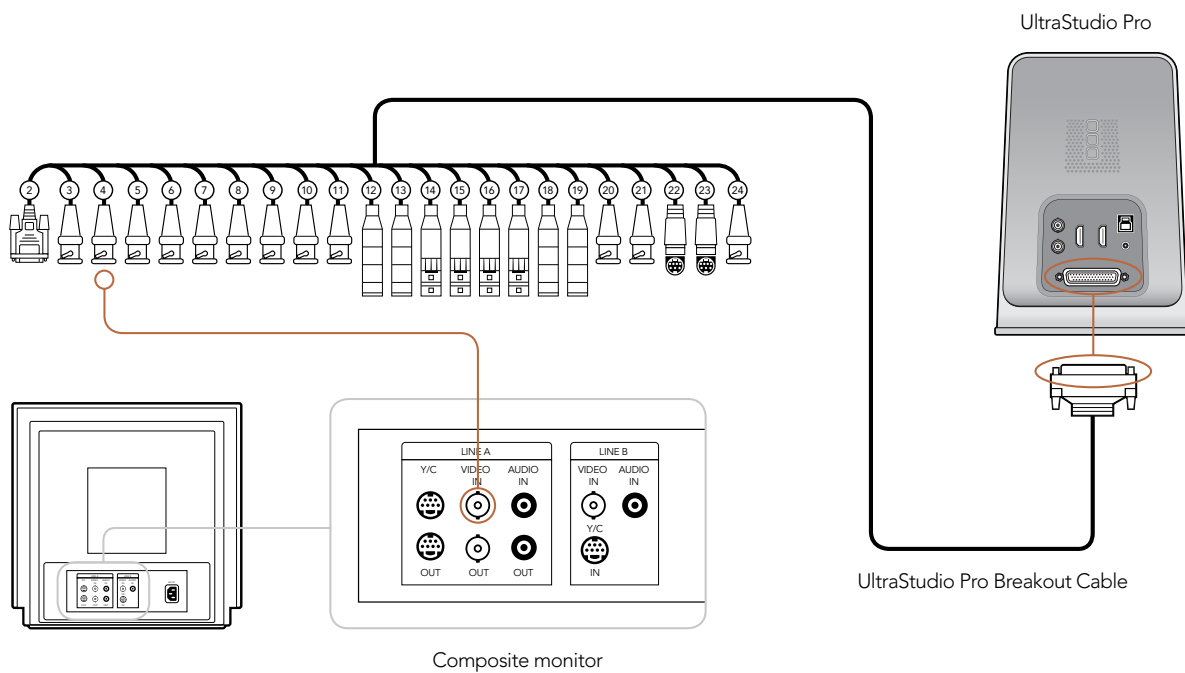 UltraStudio Pro
2 3 4 5 6 7 8 9 10 11 12 13 14 15 16 17 18 19 20 21 22 23 24
LINE A
Y/C VIDEO IN AUDIO IN
OUT OUT OUT
LINE B
VIDEO IN AUDIO IN
Y/C
IN
UltraStudio Pro Breakout Cable
Composite monitor